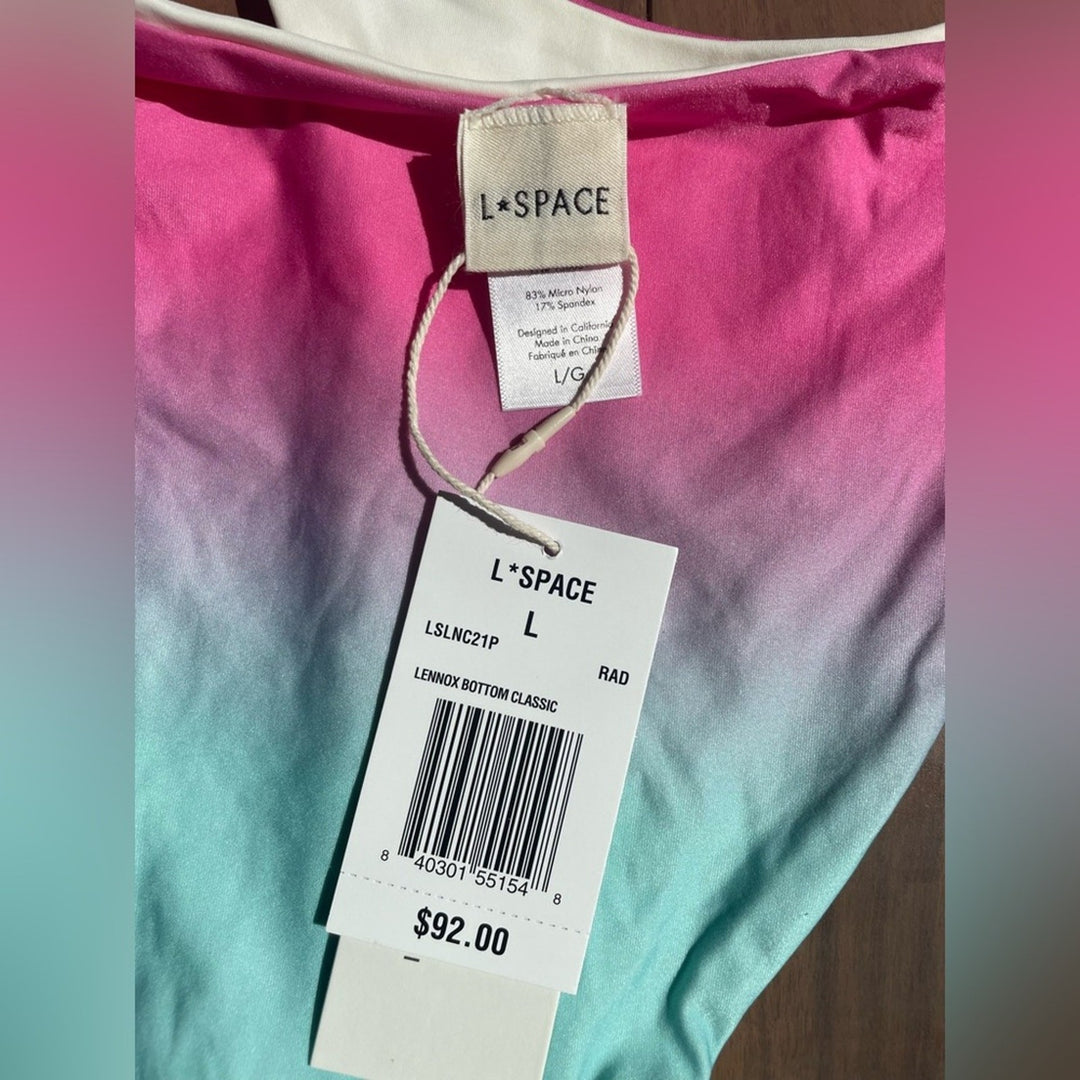 L*SPACE
83% Micro Nylon
17% Spandex
Designed in California
Made in China
Fabriqué en Chine
L/G
L*SPACE
L
LSLNC21P
RAD
LENNOX BOTTOM CLASSIC
8 40301 55154 8
$92.00